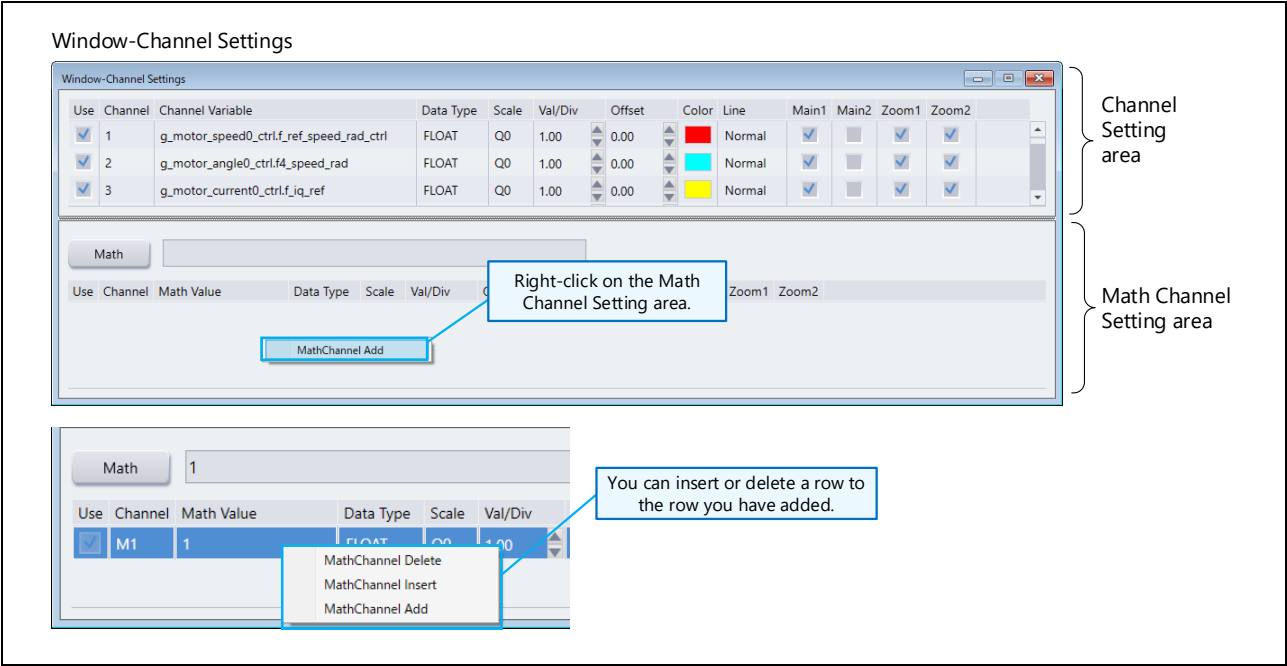 Window-Channel Settings
Window-Channel Settings
Use Channel Channel Variable Data Type Scale Val/Div Offset Color Line Main1 Main2 Zoom1 Zoom2
1 g_motor_speed0_ctrl.f_ref_speed_rad_ctrl FLOAT Q0 1.00 0.00 Normal
2 g_motor_angle0_ctrl.f4_speed_rad FLOAT Q0 1.00 0.00 Normal
3 g_motor_current0_ctrl.f_iq_ref FLOAT Q0 1.00 0.00 Normal
Channel
Setting
area
Math
Use Channel Math Value Data Type Scale Val/Div Zoom1 Zoom2
Right-click on the Math
Channel Setting area.
MathChannel Add
Math Channel
Setting area
Math 1
Use Channel Math Value Data Type Scale Val/Div
M1 1 FLOAT Q0 1.00
MathChannel Delete
MathChannel Insert
MathChannel Add
You can insert or delete a row to
the row you have added.